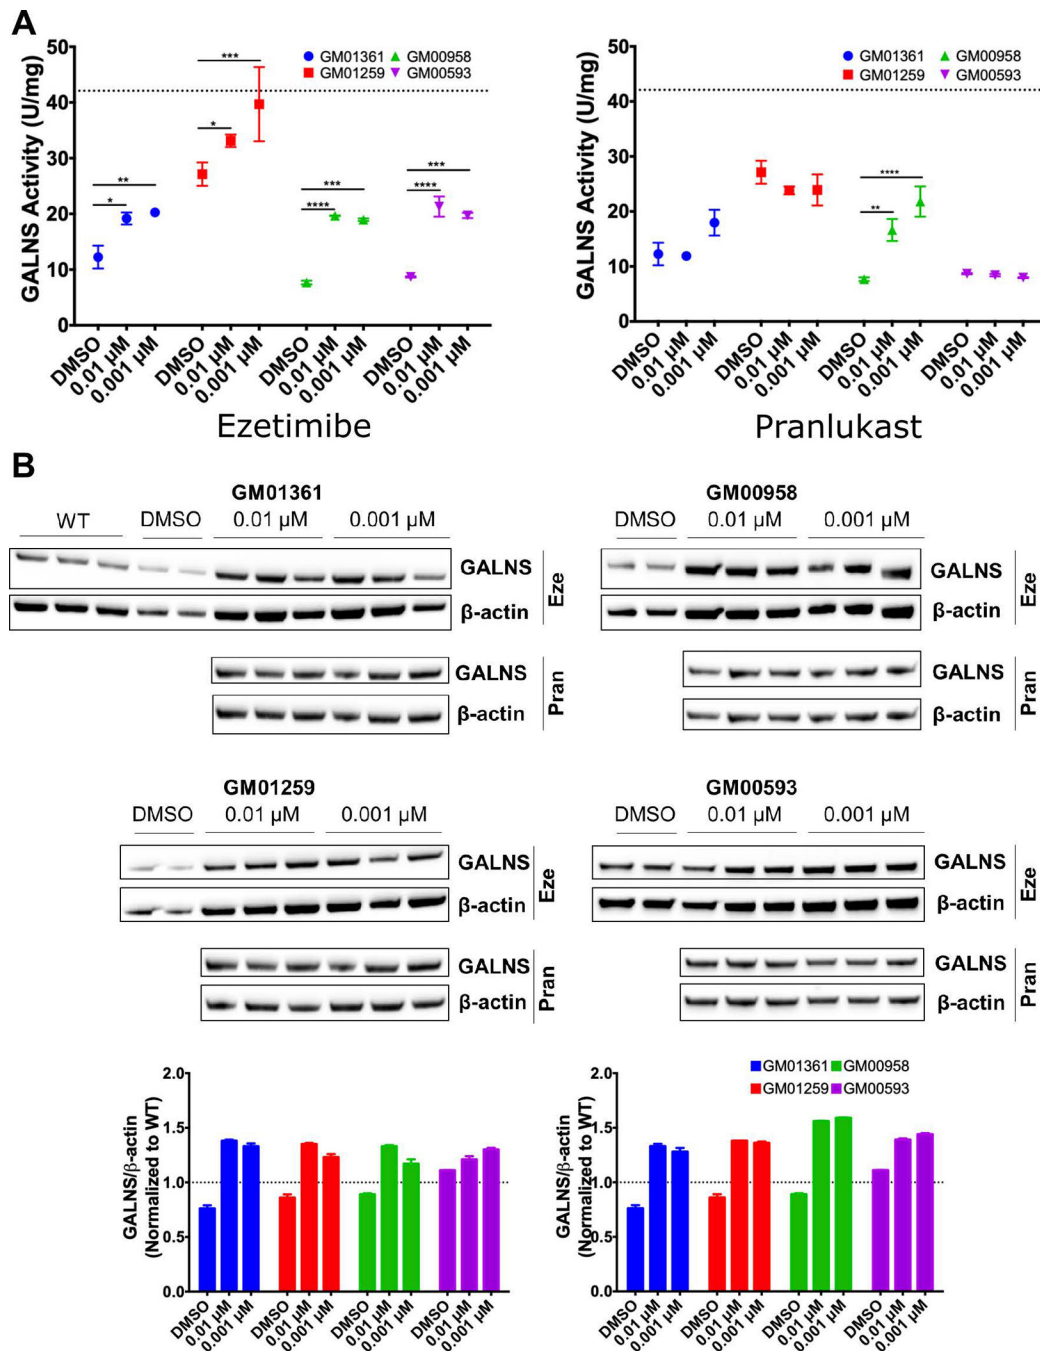 A
GALNS Activity (U/mg)
50
40
30
20
10
0
GM01361
GM00958
GM01259
GM00593
*
**
*
***
****
***
****
***
DMSO
0.01 µM
0.001 µM
DMSO
0.01 µM
0.001 µM
DMSO
0.01 µM
0.001 µM
DMSO
0.01 µM
0.001 µM
Ezetimibe
GALNS Activity (U/mg)
50
40
30
20
10
0
GM01361
GM00958
GM01259
GM00593
**
****
DMSO
0.01 µM
0.001 µM
DMSO
0.01 µM
0.001 µM
DMSO
0.01 µM
0.001 µM
DMSO
0.01 µM
0.001 µM
Pranlukast
B
GM01361
WT DMSO 0.01 µM 0.001 µM
GALNS
β-actin
Eze
GALNS
β-actin
Pran
GM00958
DMSO 0.01 µM 0.001 µM
GALNS
β-actin
Eze
GALNS
β-actin
Pran
GM01259
DMSO 0.01 µM 0.001 µM
GALNS
β-actin
Eze
GALNS
β-actin
Pran
GM00593
DMSO 0.01 µM 0.001 µM
GALNS
β-actin
Eze
GALNS
β-actin
Pran
GALNS/β-actin
(Normalized to WT)
2.0
1.5
1.0
0.5
0.0
DMSO
0.01 µM
0.001 µM
DMSO
0.01 µM
0.001 µM
DMSO
0.01 µM
0.001 µM
DMSO
0.01 µM
0.001 µM
GALNS/β-actin
(Normalized to WT)
2.0
1.5
1.0
0.5
0.0
GM01361
GM00958
GM01259
GM00593
DMSO
0.01 µM
0.001 µM
DMSO
0.01 µM
0.001 µM
DMSO
0.01 µM
0.001 µM
DMSO
0.01 µM
0.001 µM